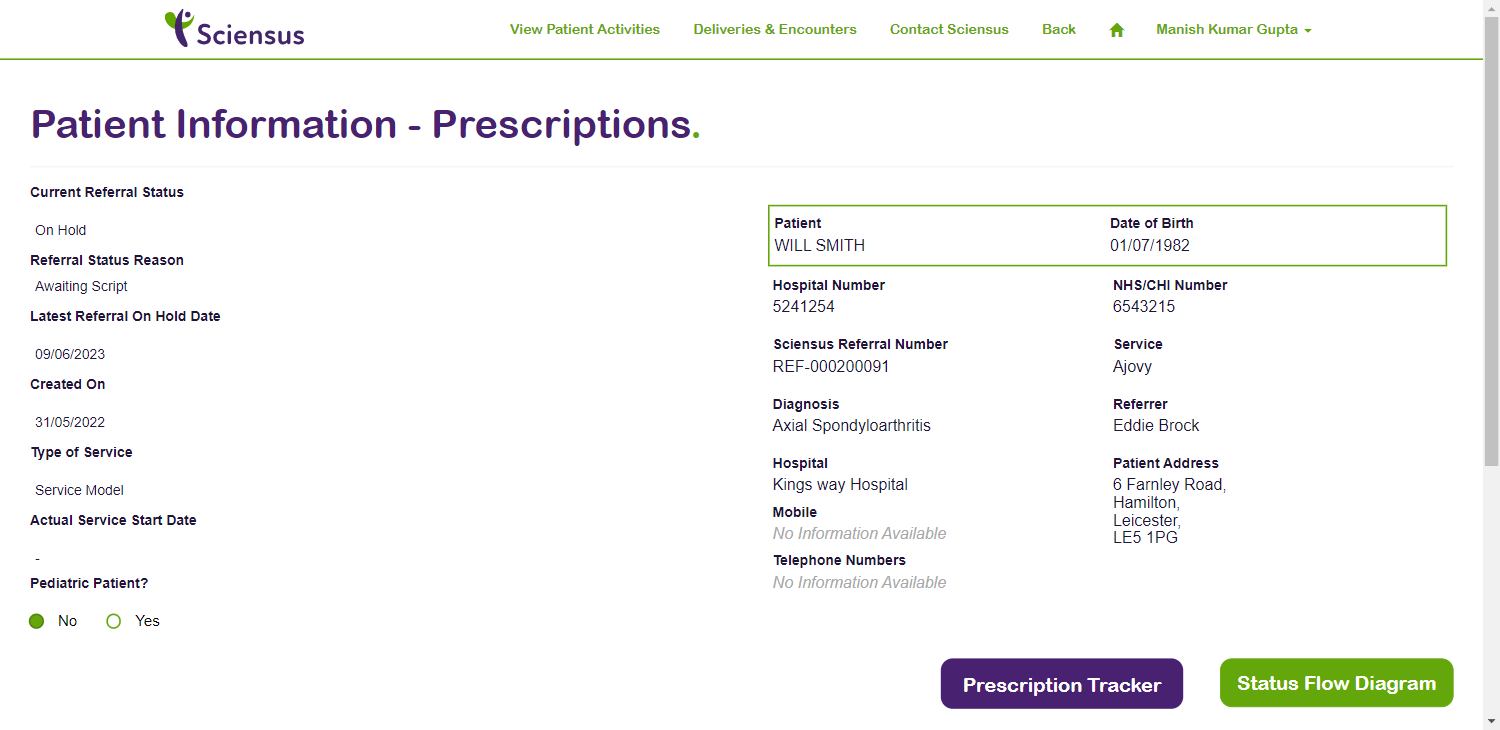 Sciensus
View Patient Activities
Deliveries & Encounters
Contact Sciensus
Back
Manish Kumar Gupta
Patient Information - Prescriptions.
Current Referral Status
On Hold
Referral Status Reason
Awaiting Script
Latest Referral On Hold Date
09/06/2023
Created On
31/05/2022
Type of Service
Service Model
Actual Service Start Date
-
Pediatric Patient?
No
Yes
Patient
WILL SMITH
Date of Birth
01/07/1982
Hospital Number
5241254
NHS/CHI Number
6543215
Sciensus Referral Number
REF-000200091
Service
Ajovy
Diagnosis
Axial Spondyloarthritis
Referrer
Eddie Brock
Hospital
Kings way Hospital
Mobile
No Information Available
Telephone Numbers
No Information Available
Patient Address
6 Farnley Road,
Hamilton,
Leicester,
LE5 1PG
Prescription Tracker
Status Flow Diagram